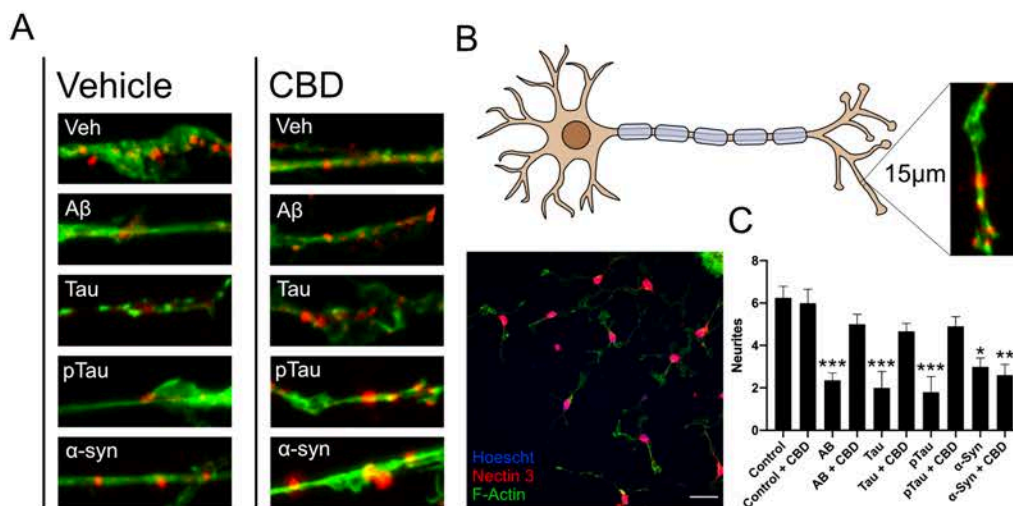 A
Vehicle
CBD
Veh
Aβ
Tau
pTau
α-syn
Veh
Aβ
Tau
pTau
α-syn
B
15μm
Hoescht
Nectin 3
F-Actin
C
Neurites
8
6
4
2
0
***
***
***
*
**
Control
Control + CBD
AB
AB + CBD
Tau
Tau + CBD
pTau
pTau + CBD
α-Syn
α-Syn + CBD